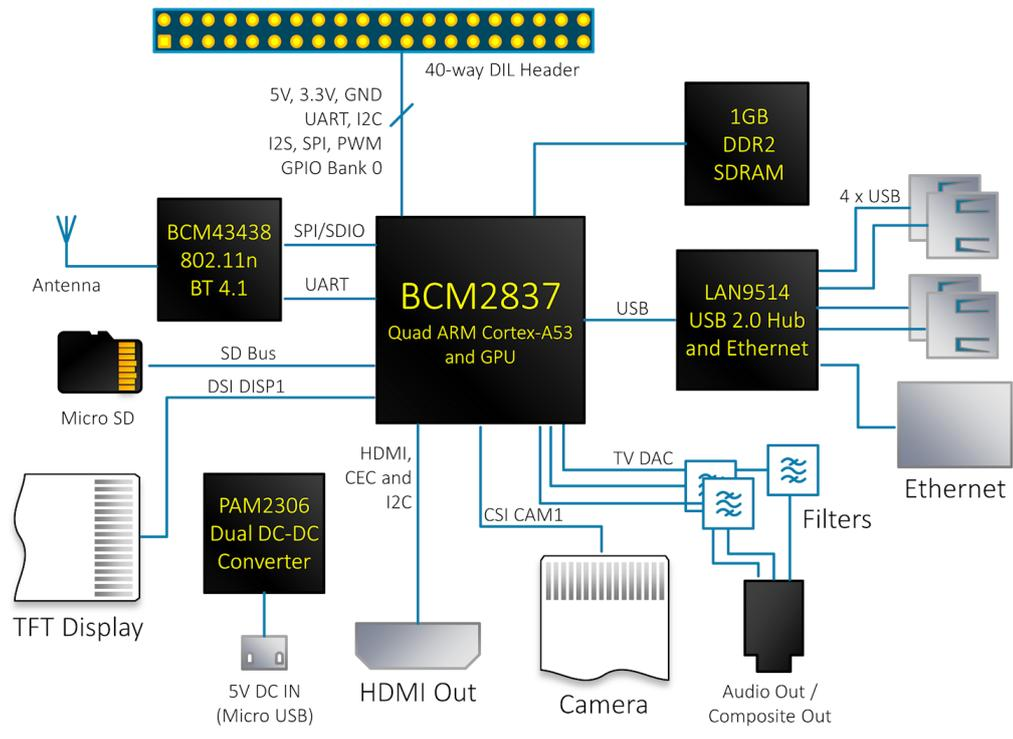 40-way DIL Header
5V, 3.3V, GND
UART, I2C
I2S, SPI, PWM
GPIO Bank 0
1GB
DDR2
SDRAM
4 x USB
BCM43438
802.11n
BT 4.1
SPI/SDIO
UART
Antenna
BCM2837
Quad ARM Cortex-A53
and GPU
USB
LAN9514
USB 2.0 Hub
and Ethernet
SD Bus
DSI DISP1
Micro SD
HDMI,
CEC and
I2C
TV DAC
CSI CAM1
Filters
Ethernet
PAM2306
Dual DC-DC
Converter
TFT Display
5V DC IN
(Micro USB)
HDMI Out
Camera
Audio Out /
Composite Out